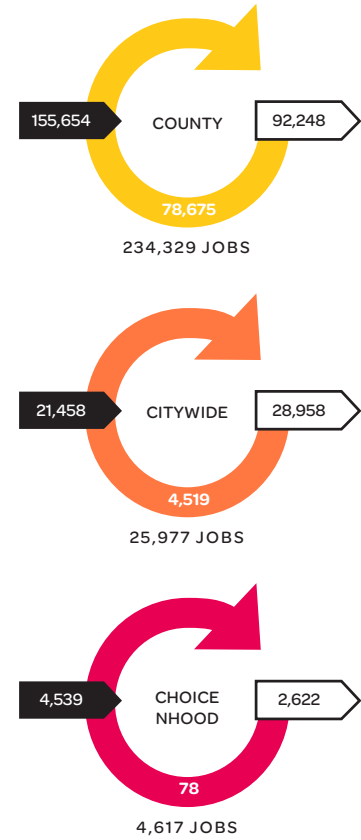 155,654
COUNTY
92,248
78,675
234,329 JOBS
21,458
CITYWIDE
28,958
4,519
25,977 JOBS
4,539
CHOICE
NHOOD
2,622
78
4,617 JOBS